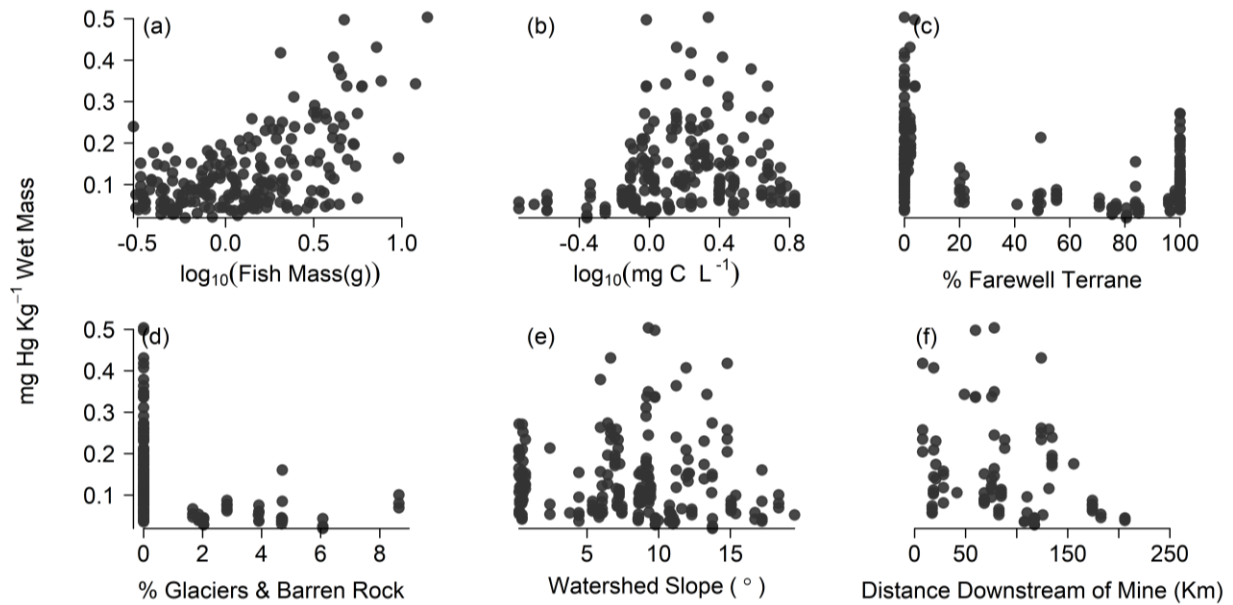 mg Hg Kg⁻¹ Wet Mass
(a)
0.5
0.4
0.3
0.2
0.1
-0.5 0.0 0.5 1.0
log₁₀(Fish Mass(g))
(b)
-0.4 0.0 0.4 0.8
log₁₀(mg C L⁻¹)
(c)
0 20 40 60 80 100
% Farewell Terrane
(d)
0.5
0.4
0.3
0.2
0.1
0 2 4 6 8
% Glaciers & Barren Rock
(e)
5 10 15
Watershed Slope ( ° )
(f)
0 50 150 250
Distance Downstream of Mine (Km)